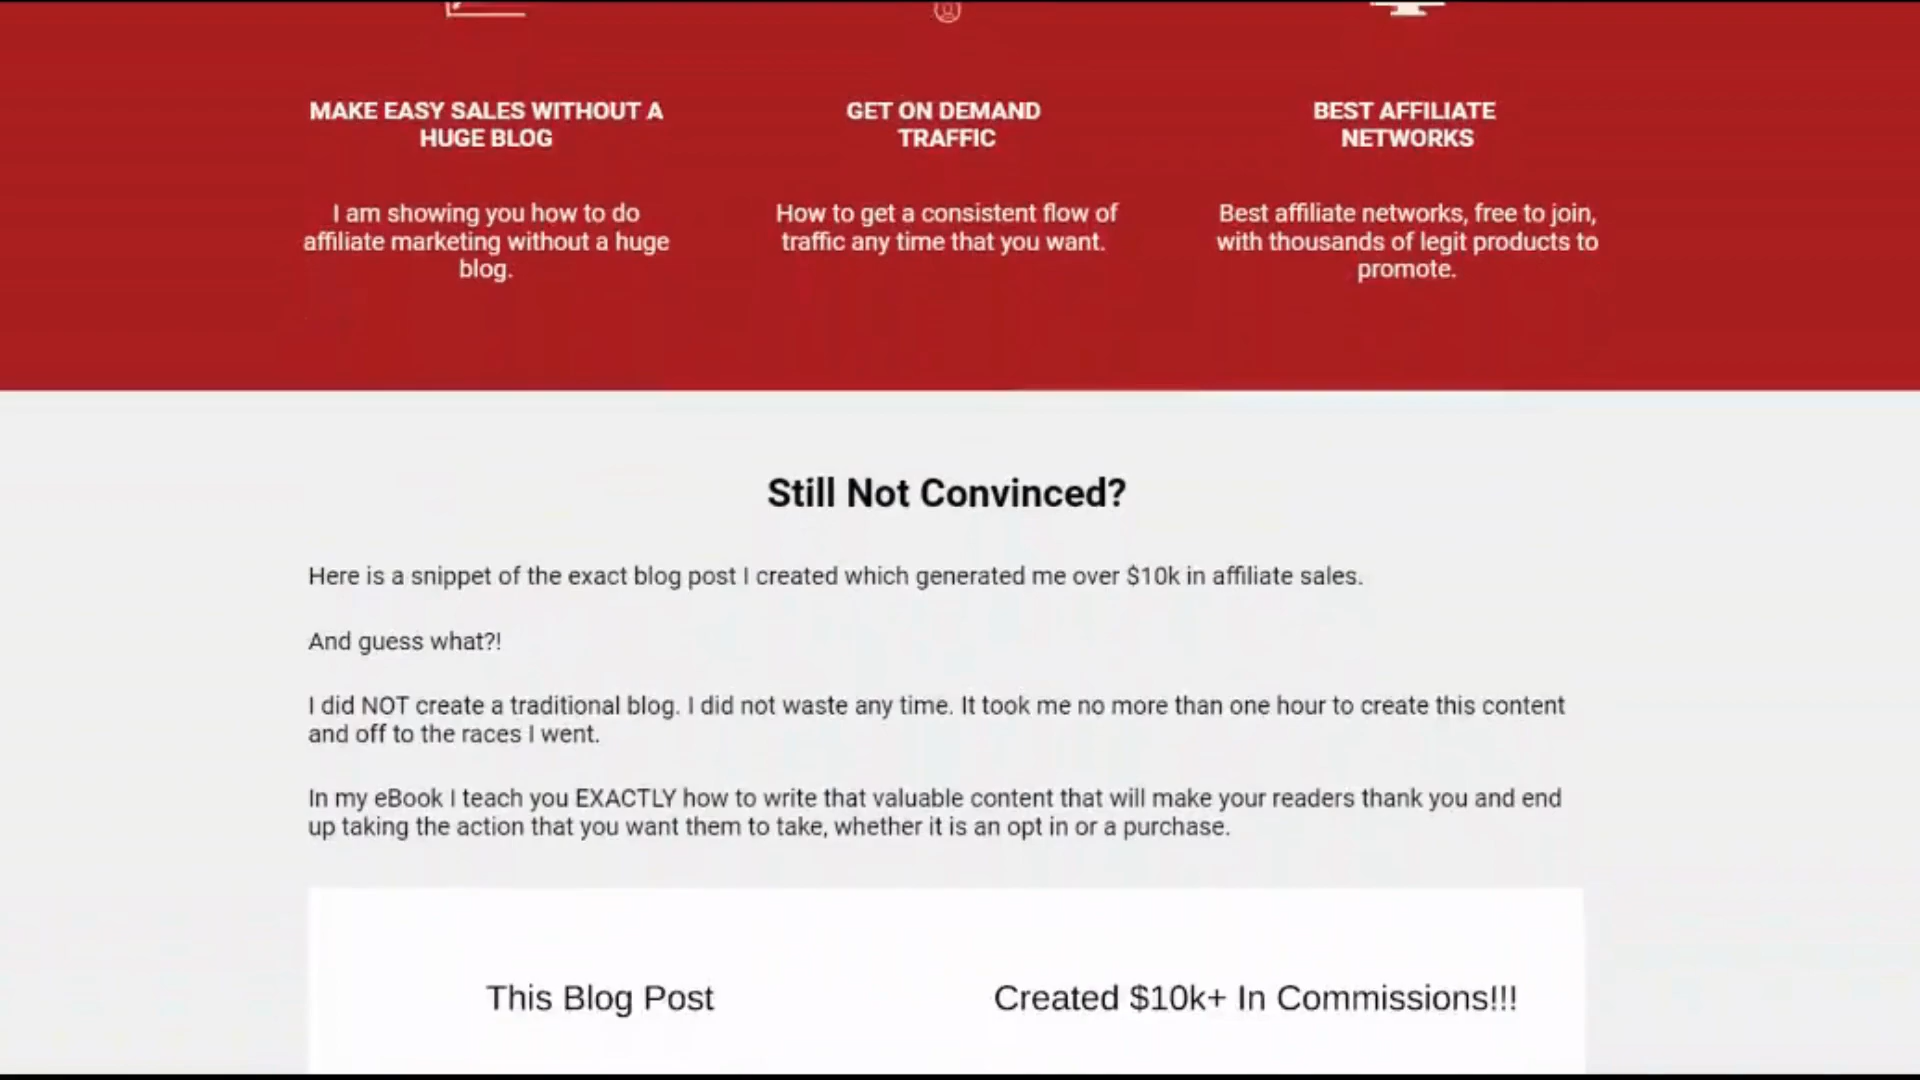 MAKE EASY SALES WITHOUT A
HUGE BLOG
I am showing you how to do
affiliate marketing without a huge
blog.
GET ON DEMAND
TRAFFIC
How to get a consistent flow of
traffic any time that you want.
BEST AFFILIATE
NETWORKS
Best affiliate networks, free to join,
with thousands of legit products to
promote.
Still Not Convinced?
Here is a snippet of the exact blog post I created which generated me over $10k in affiliate sales.
And guess what?!
I did NOT create a traditional blog. I did not waste any time. It took me no more than one hour to create this content
and off to the races I went.
In my eBook I teach you EXACTLY how to write that valuable content that will make your readers thank you and end
up taking the action that you want them to take, whether it is an opt in or a purchase.
This Blog Post
Created $10k+ In Commissions!!!